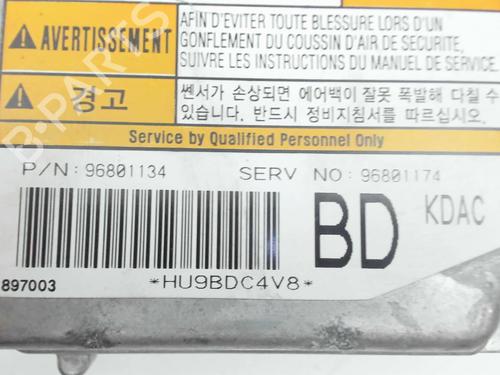 AFIN D'EVITER TOUTE BLESSURE LORS D'UN
AVERTISSEMENT
GONFLEMENT DU COUSSIN D'AIR DE SECURITE,
SUIVRE LES INSTRUCTIONS DU MANUEL DE SERVICE.
경고
쎈서가 손상되면 에어백이 잘못 폭발해 다칠 수
있습니다. 반드시 정비지침서를 따르십시오.
Service by Qualified Personnel Only
P/N: 96801134 SERV NO: 96801174
BD KDAC
897003 *HU9BDC4V8*
B-PARTS